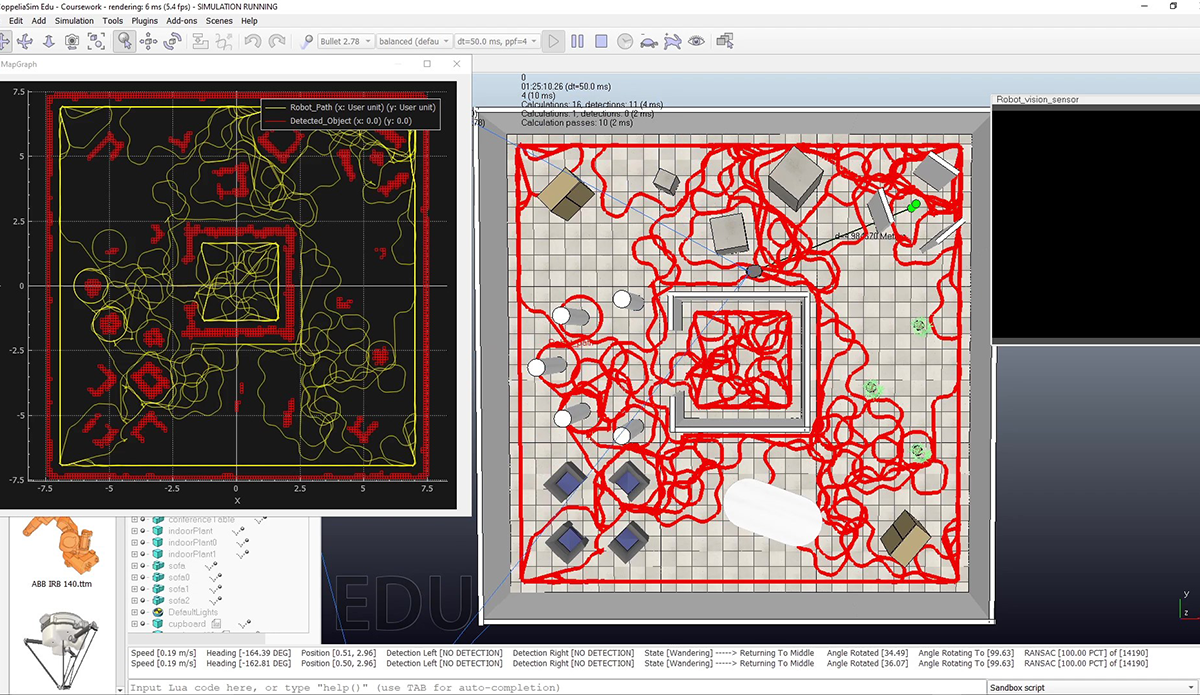 CoppeliaSim Edu - Coursework - rendering: 6 ms (5.4 fps) - SIMULATION RUNNING
Edit Add Simulation Tools Plugins Add-ons Scenes Help
Bullet 2.78 balanced (defau dt=50.0 ms, ppf=4
MapGraph
Robot_Path (x: User unit) (y: User unit)
Detected_Object (x: 0.0) (y: 0.0)
7.5
5
2.5
0
-2.5
-5
-7.5
-7.5 -5 -2.5 0 2.5 5 7.5
X
0
01:25:10.26 (dt=50.0 ms)
4 (10 ms)
Calculations: 16, detections: 11 (4 ms)
Calculations: 1, detections: 0 (2 ms)
Calculation passes: 10 (2 ms)
78)
Robot_vision_sensor
EDU
y
z
ABB IRB 140.ttm
conferenceTable
indoorPlant
indoorPlant0
indoorPlant1
sofa
sofa0
sofa1
sofa2
DefaultLights
cupboard
Speed [0.19 m/s] Heading [-164.39 DEG] Position [0.51, 2.96] Detection Left [NO DETECTION] Detection Right [NO DETECTION] State [Wandering] ----> Returning To Middle Angle Rotated [34.49] Angle Rotating To [99.63] RANSAC [100.00 PCT] of [14190]
Speed [0.19 m/s] Heading [-162.81 DEG] Position [0.50, 2.96] Detection Left [NO DETECTION] Detection Right [NO DETECTION] State [Wandering] ----> Returning To Middle Angle Rotated [36.07] Angle Rotating To [99.63] RANSAC [100.00 PCT] of [14190]
Input Lua code here, or type "help()" (use TAB for auto-completion)
Sandbox script